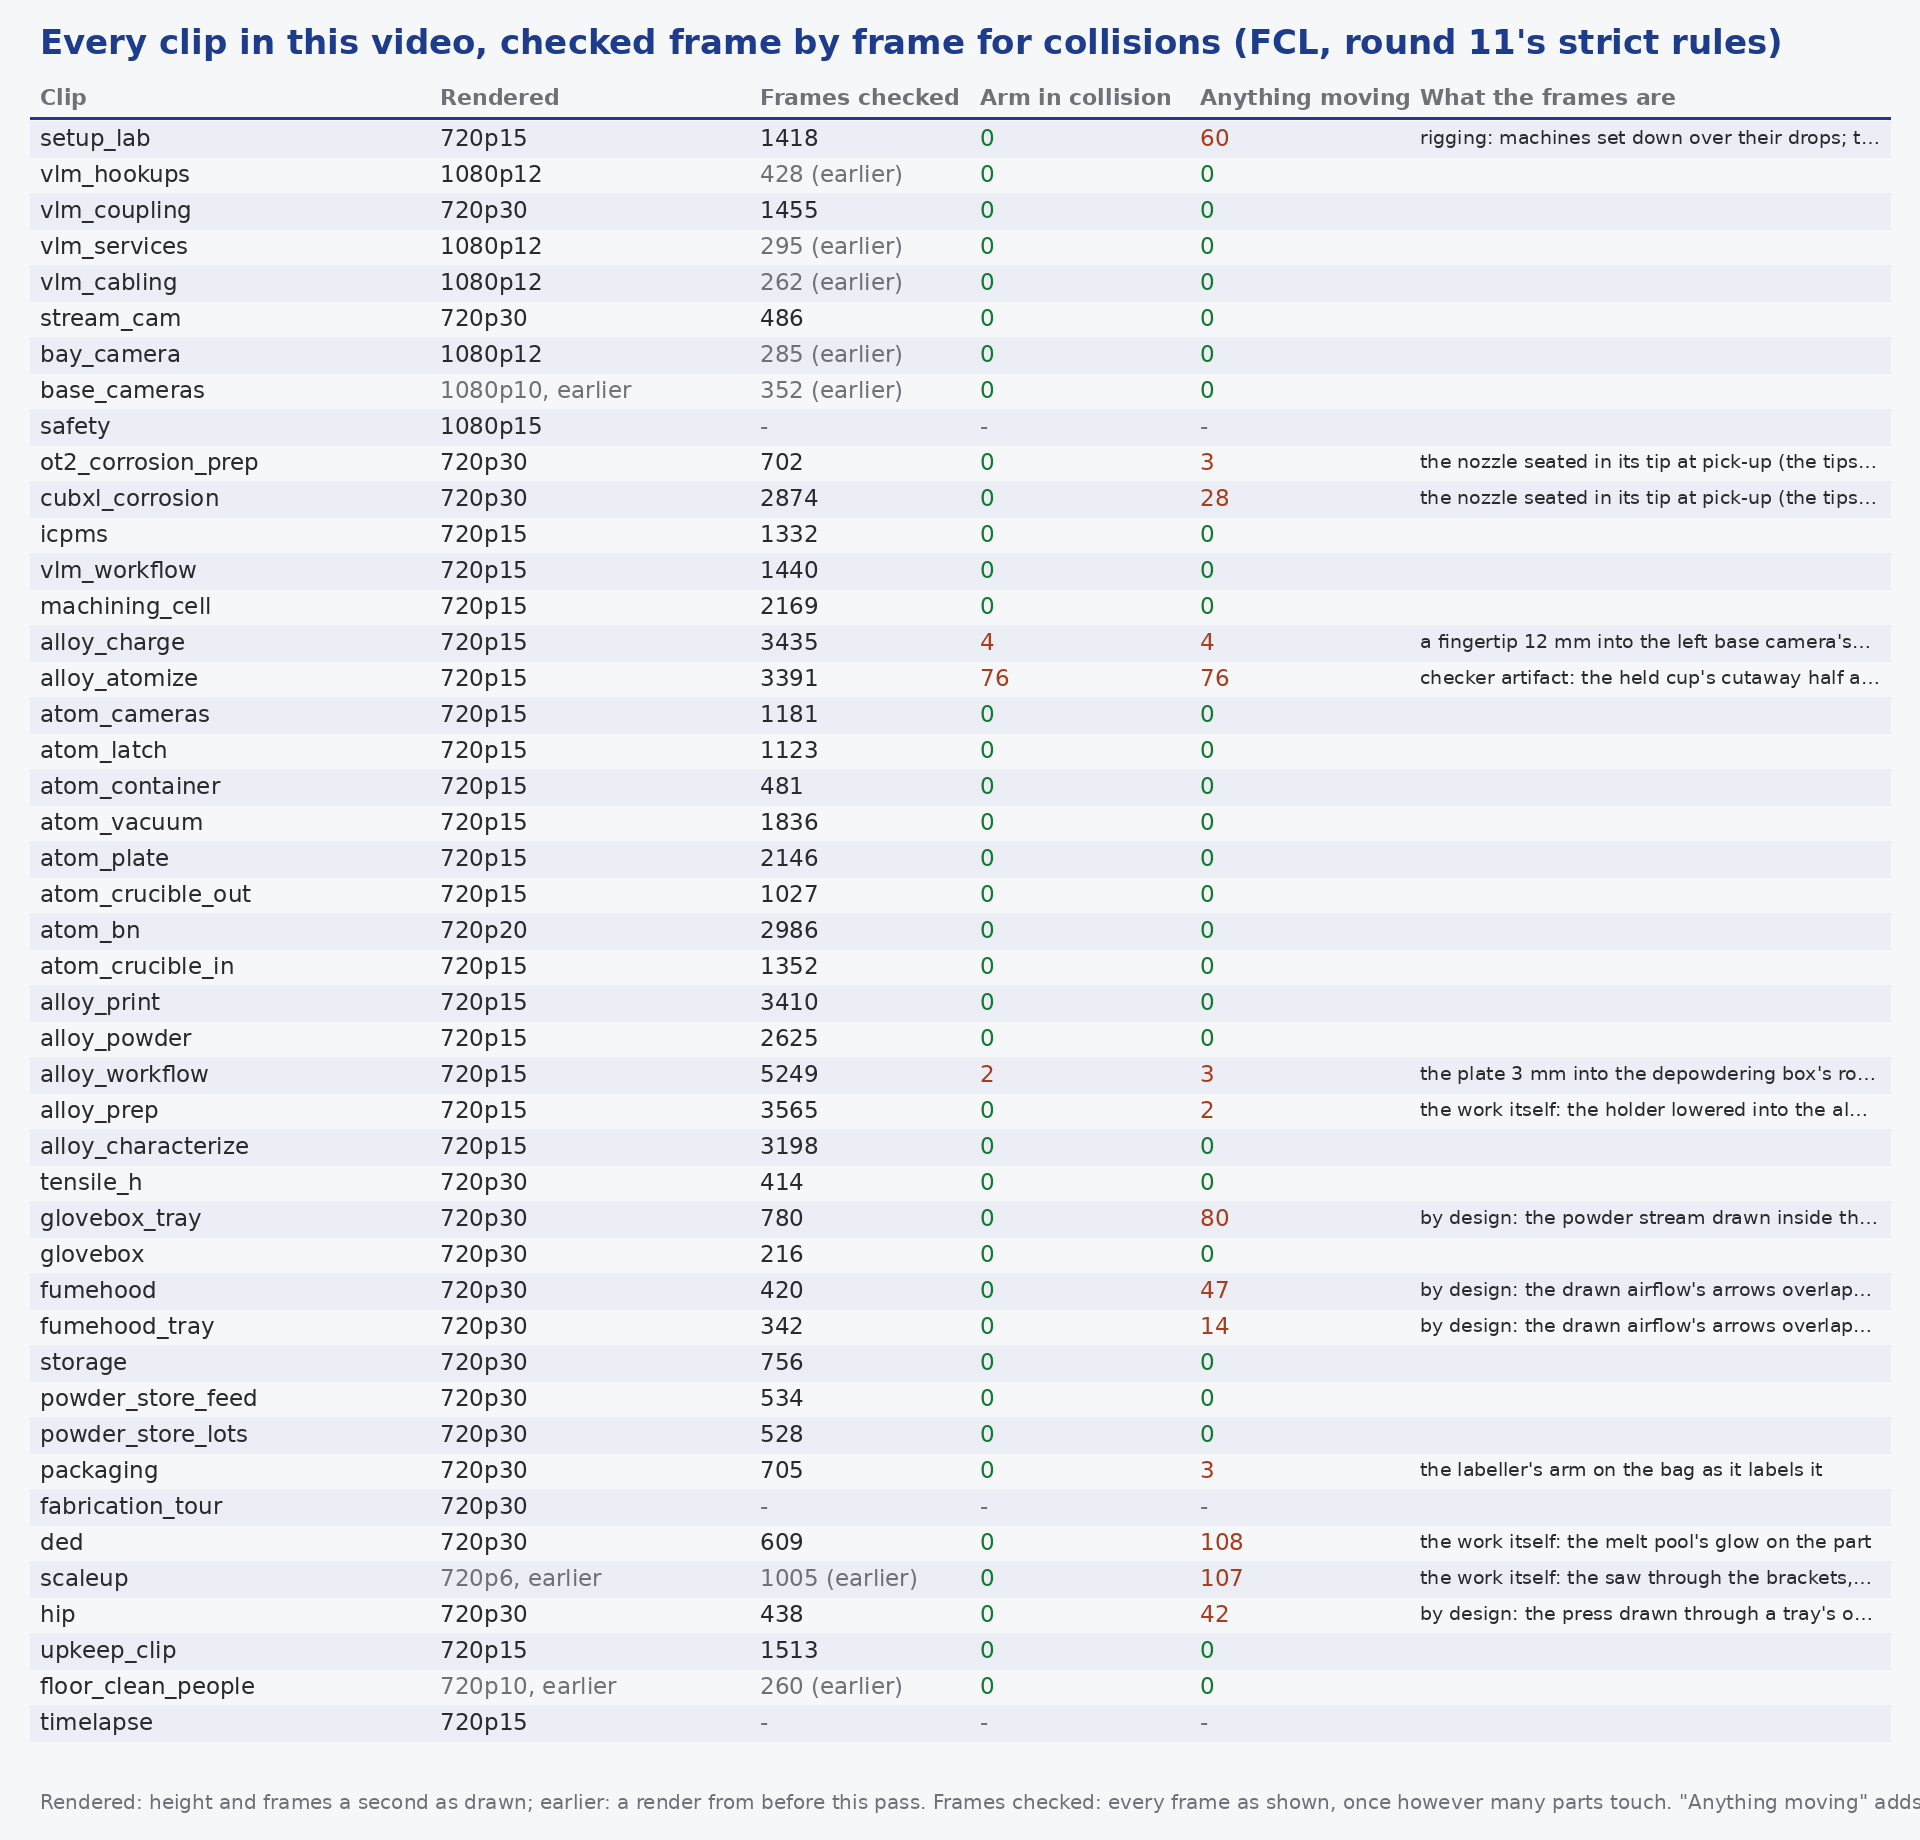 Every clip in this video, checked frame by frame for collisions (FCL, round 11's strict rules)
Clip Rendered Frames checked Arm in collision Anything moving What the frames are
setup_lab 720p15 1418 0 60 rigging: machines set down over their drops; t...
vlm_hookups 1080p12 428 (earlier) 0 0
vlm_coupling 720p30 1455 0 0
vlm_services 1080p12 295 (earlier) 0 0
vlm_cabling 1080p12 262 (earlier) 0 0
stream_cam 720p30 486 0 0
bay_camera 1080p12 285 (earlier) 0 0
base_cameras 1080p10, earlier 352 (earlier) 0 0
safety 1080p15 - - -
ot2_corrosion_prep 720p30 702 0 3 the nozzle seated in its tip at pick-up (the tips...
cubxl_corrosion 720p30 2874 0 28 the nozzle seated in its tip at pick-up (the tips...
icpms 720p15 1332 0 0
vlm_workflow 720p15 1440 0 0
machining_cell 720p15 2169 0 0
alloy_charge 720p15 3435 4 4 a fingertip 12 mm into the left base camera's...
alloy_atomize 720p15 3391 76 76 checker artifact: the held cup's cutaway half a...
atom_cameras 720p15 1181 0 0
atom_latch 720p15 1123 0 0
atom_container 720p15 481 0 0
atom_vacuum 720p15 1836 0 0
atom_plate 720p15 2146 0 0
atom_crucible_out 720p15 1027 0 0
atom_bn 720p20 2986 0 0
atom_crucible_in 720p15 1352 0 0
alloy_print 720p15 3410 0 0
alloy_powder 720p15 2625 0 0
alloy_workflow 720p15 5249 2 3 the plate 3 mm into the depowdering box's ro...
alloy_prep 720p15 3565 0 2 the work itself: the holder lowered into the al...
alloy_characterize 720p15 3198 0 0
tensile_h 720p30 414 0 0
glovebox_tray 720p30 780 0 80 by design: the powder stream drawn inside th...
glovebox 720p30 216 0 0
fumehood 720p30 420 0 47 by design: the drawn airflow's arrows overlap...
fumehood_tray 720p30 342 0 14 by design: the drawn airflow's arrows overlap...
storage 720p30 756 0 0
powder_store_feed 720p30 534 0 0
powder_store_lots 720p30 528 0 0
packaging 720p30 705 0 3 the labeller's arm on the bag as it labels it
fabrication_tour 720p30 - - -
ded 720p30 609 0 108 the work itself: the melt pool's glow on the part
scaleup 720p6, earlier 1005 (earlier) 0 107 the work itself: the saw through the brackets,...
hip 720p30 438 0 42 by design: the press drawn through a tray's o...
upkeep_clip 720p15 1513 0 0
floor_clean_people 720p10, earlier 260 (earlier) 0 0
timelapse 720p15 - - -
Rendered: height and frames a second as drawn; earlier: a render from before this pass. Frames checked: every frame as shown, once however many parts touch. "Anything moving" adds